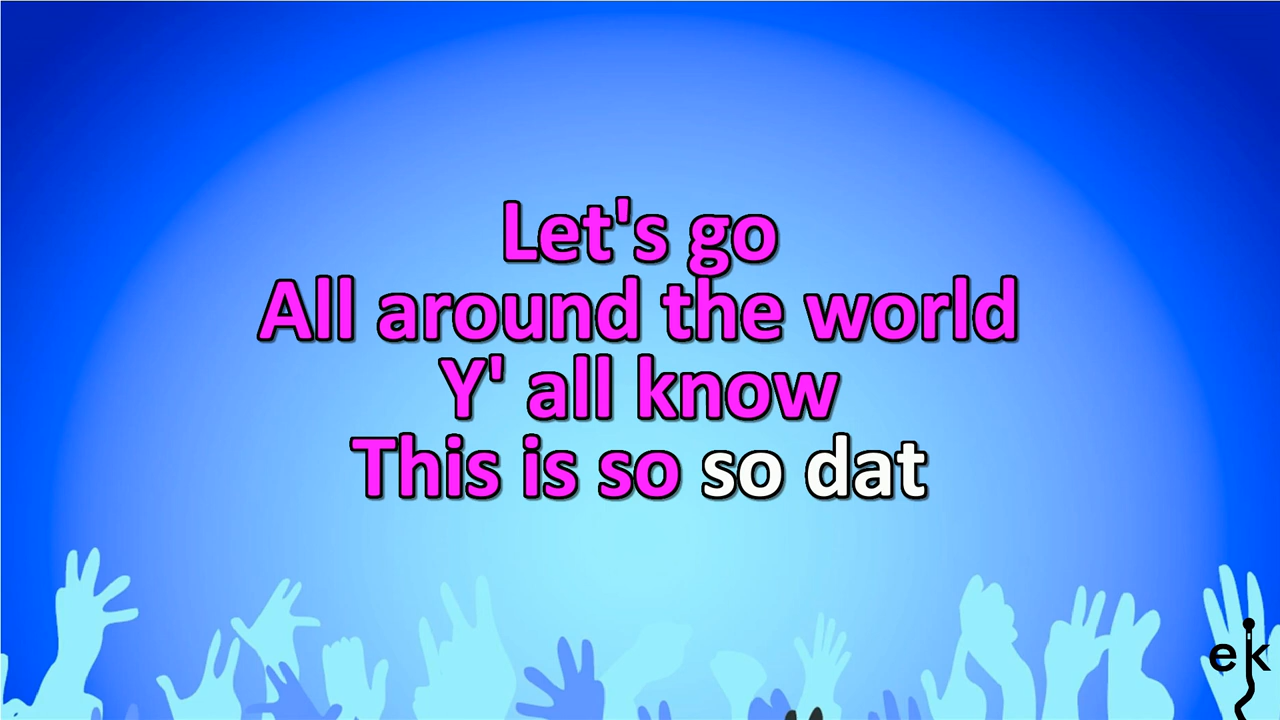 Let's go
All around the world
Y' all know
This is so so dat
ek